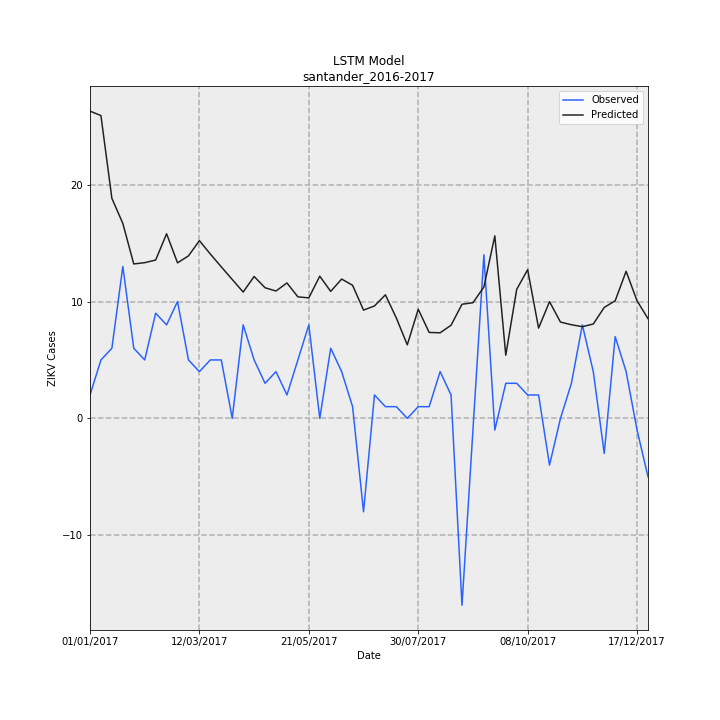 LSTM Model
santander_2016-2017
Observed
Predicted
ZIKV Cases
20
10
0
−10
01/01/2017
12/03/2017
21/05/2017
30/07/2017
08/10/2017
17/12/2017
Date